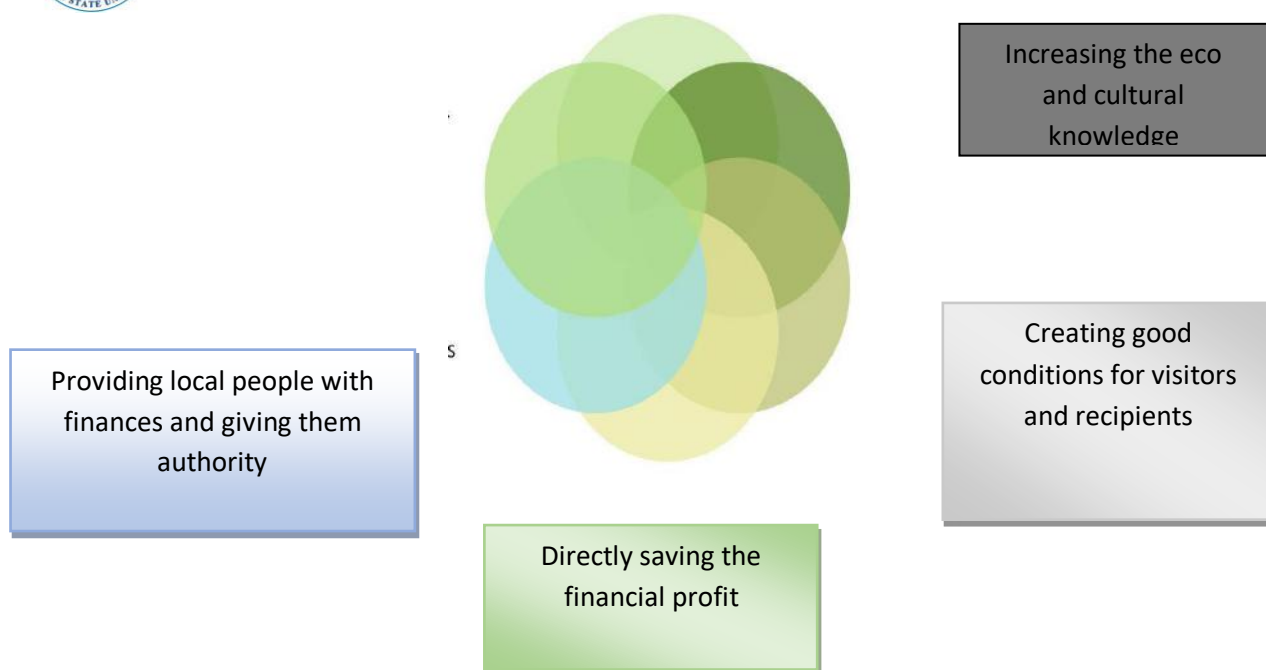 STATE
Increasing the eco
and cultural
knowledge
Creating good
conditions for visitors
and recipients
s
Providing local people with
finances and giving them
authority
Directly saving the
financial profit